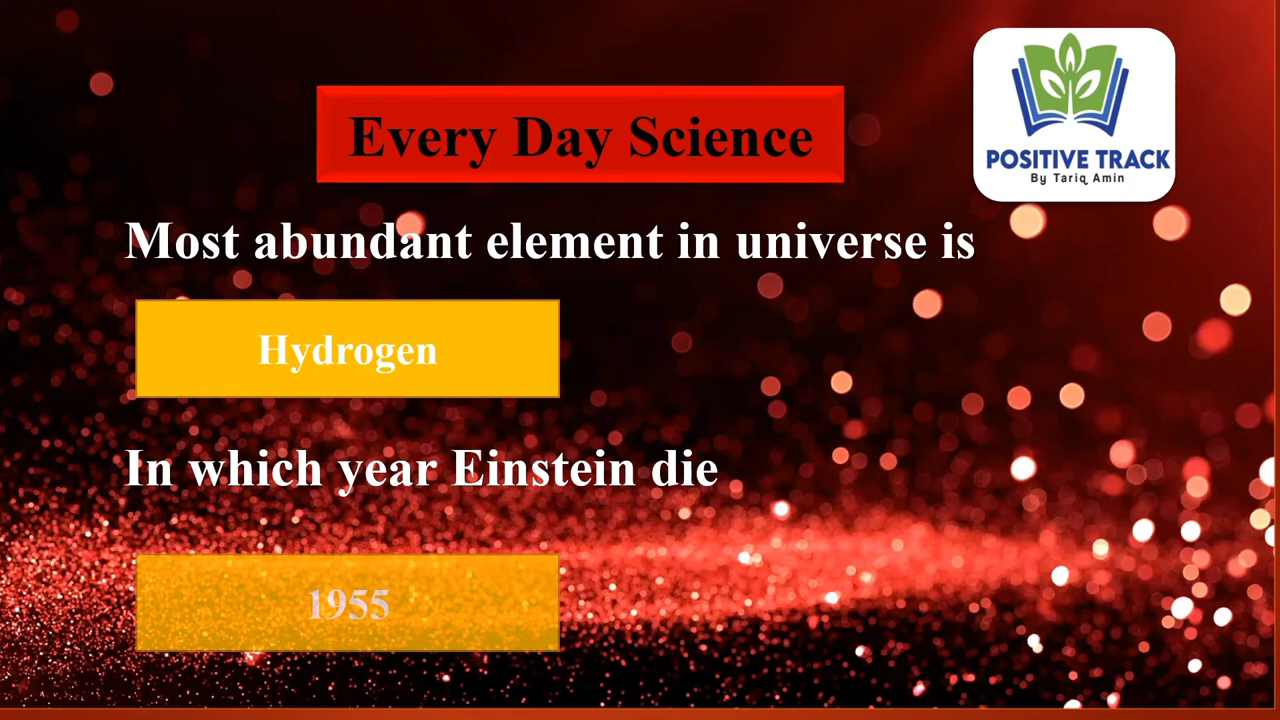 POSITIVE TRACK
By Tariq Amin
Every Day Science
Most abundant element in universe is
Hydrogen
In which year Einstein die
1955